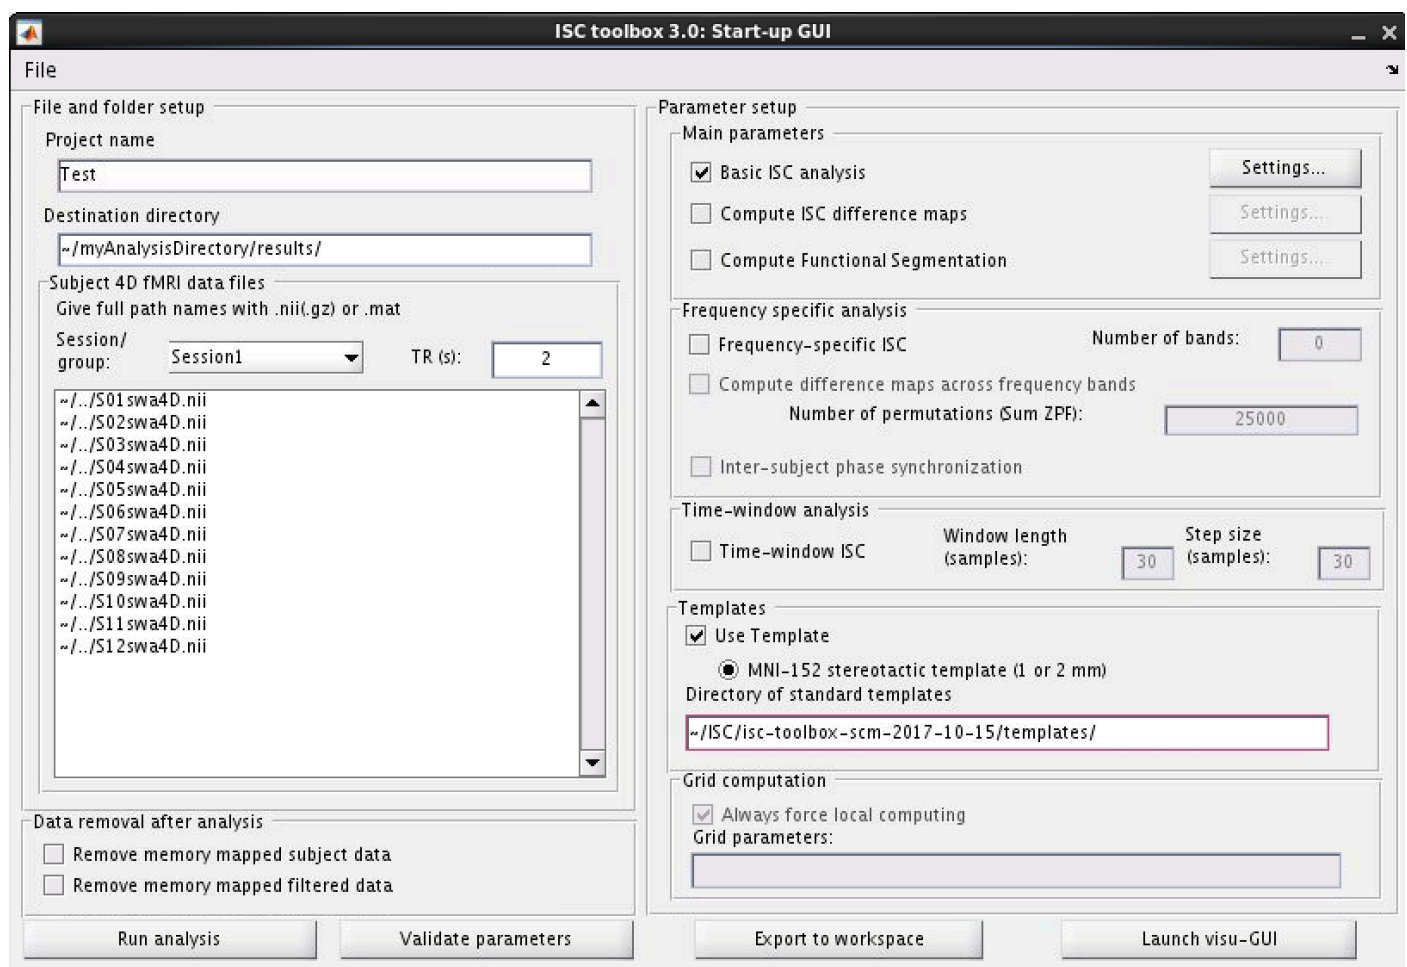 ISC toolbox 3.0: Start-up GUI
File
File and folder setup
Project name
Test
Destination directory
~/myAnalysisDirectory/results/
Subject 4D fMRI data files
Give full path names with .nii(.gz) or .mat
Session/
group:
Session1
TR (s):
2
~/../S01swa4D.nii
~/../S02swa4D.nii
~/../S03swa4D.nii
~/../S04swa4D.nii
~/../S05swa4D.nii
~/../S06swa4D.nii
~/../S07swa4D.nii
~/../S08swa4D.nii
~/../S09swa4D.nii
~/../S10swa4D.nii
~/../S11swa4D.nii
~/../S12swa4D.nii
Data removal after analysis
Remove memory mapped subject data
Remove memory mapped filtered data
Run analysis
Validate parameters
Parameter setup
Main parameters
Basic ISC analysis
Settings...
Compute ISC difference maps
Settings...
Compute Functional Segmentation
Settings...
Frequency specific analysis
Frequency-specific ISC
Number of bands:
0
Compute difference maps across frequency bands
Number of permutations (Sum ZPF):
25000
Inter-subject phase synchronization
Time-window analysis
Time-window ISC
Window length
(samples):
30
Step size
(samples):
30
Templates
Use Template
MNI-152 stereotactic template (1 or 2 mm)
Directory of standard templates
~/ISC/isc-toolbox-scm-2017-10-15/templates/
Grid computation
Always force local computing
Grid parameters:
Export to workspace
Launch visu-GUI